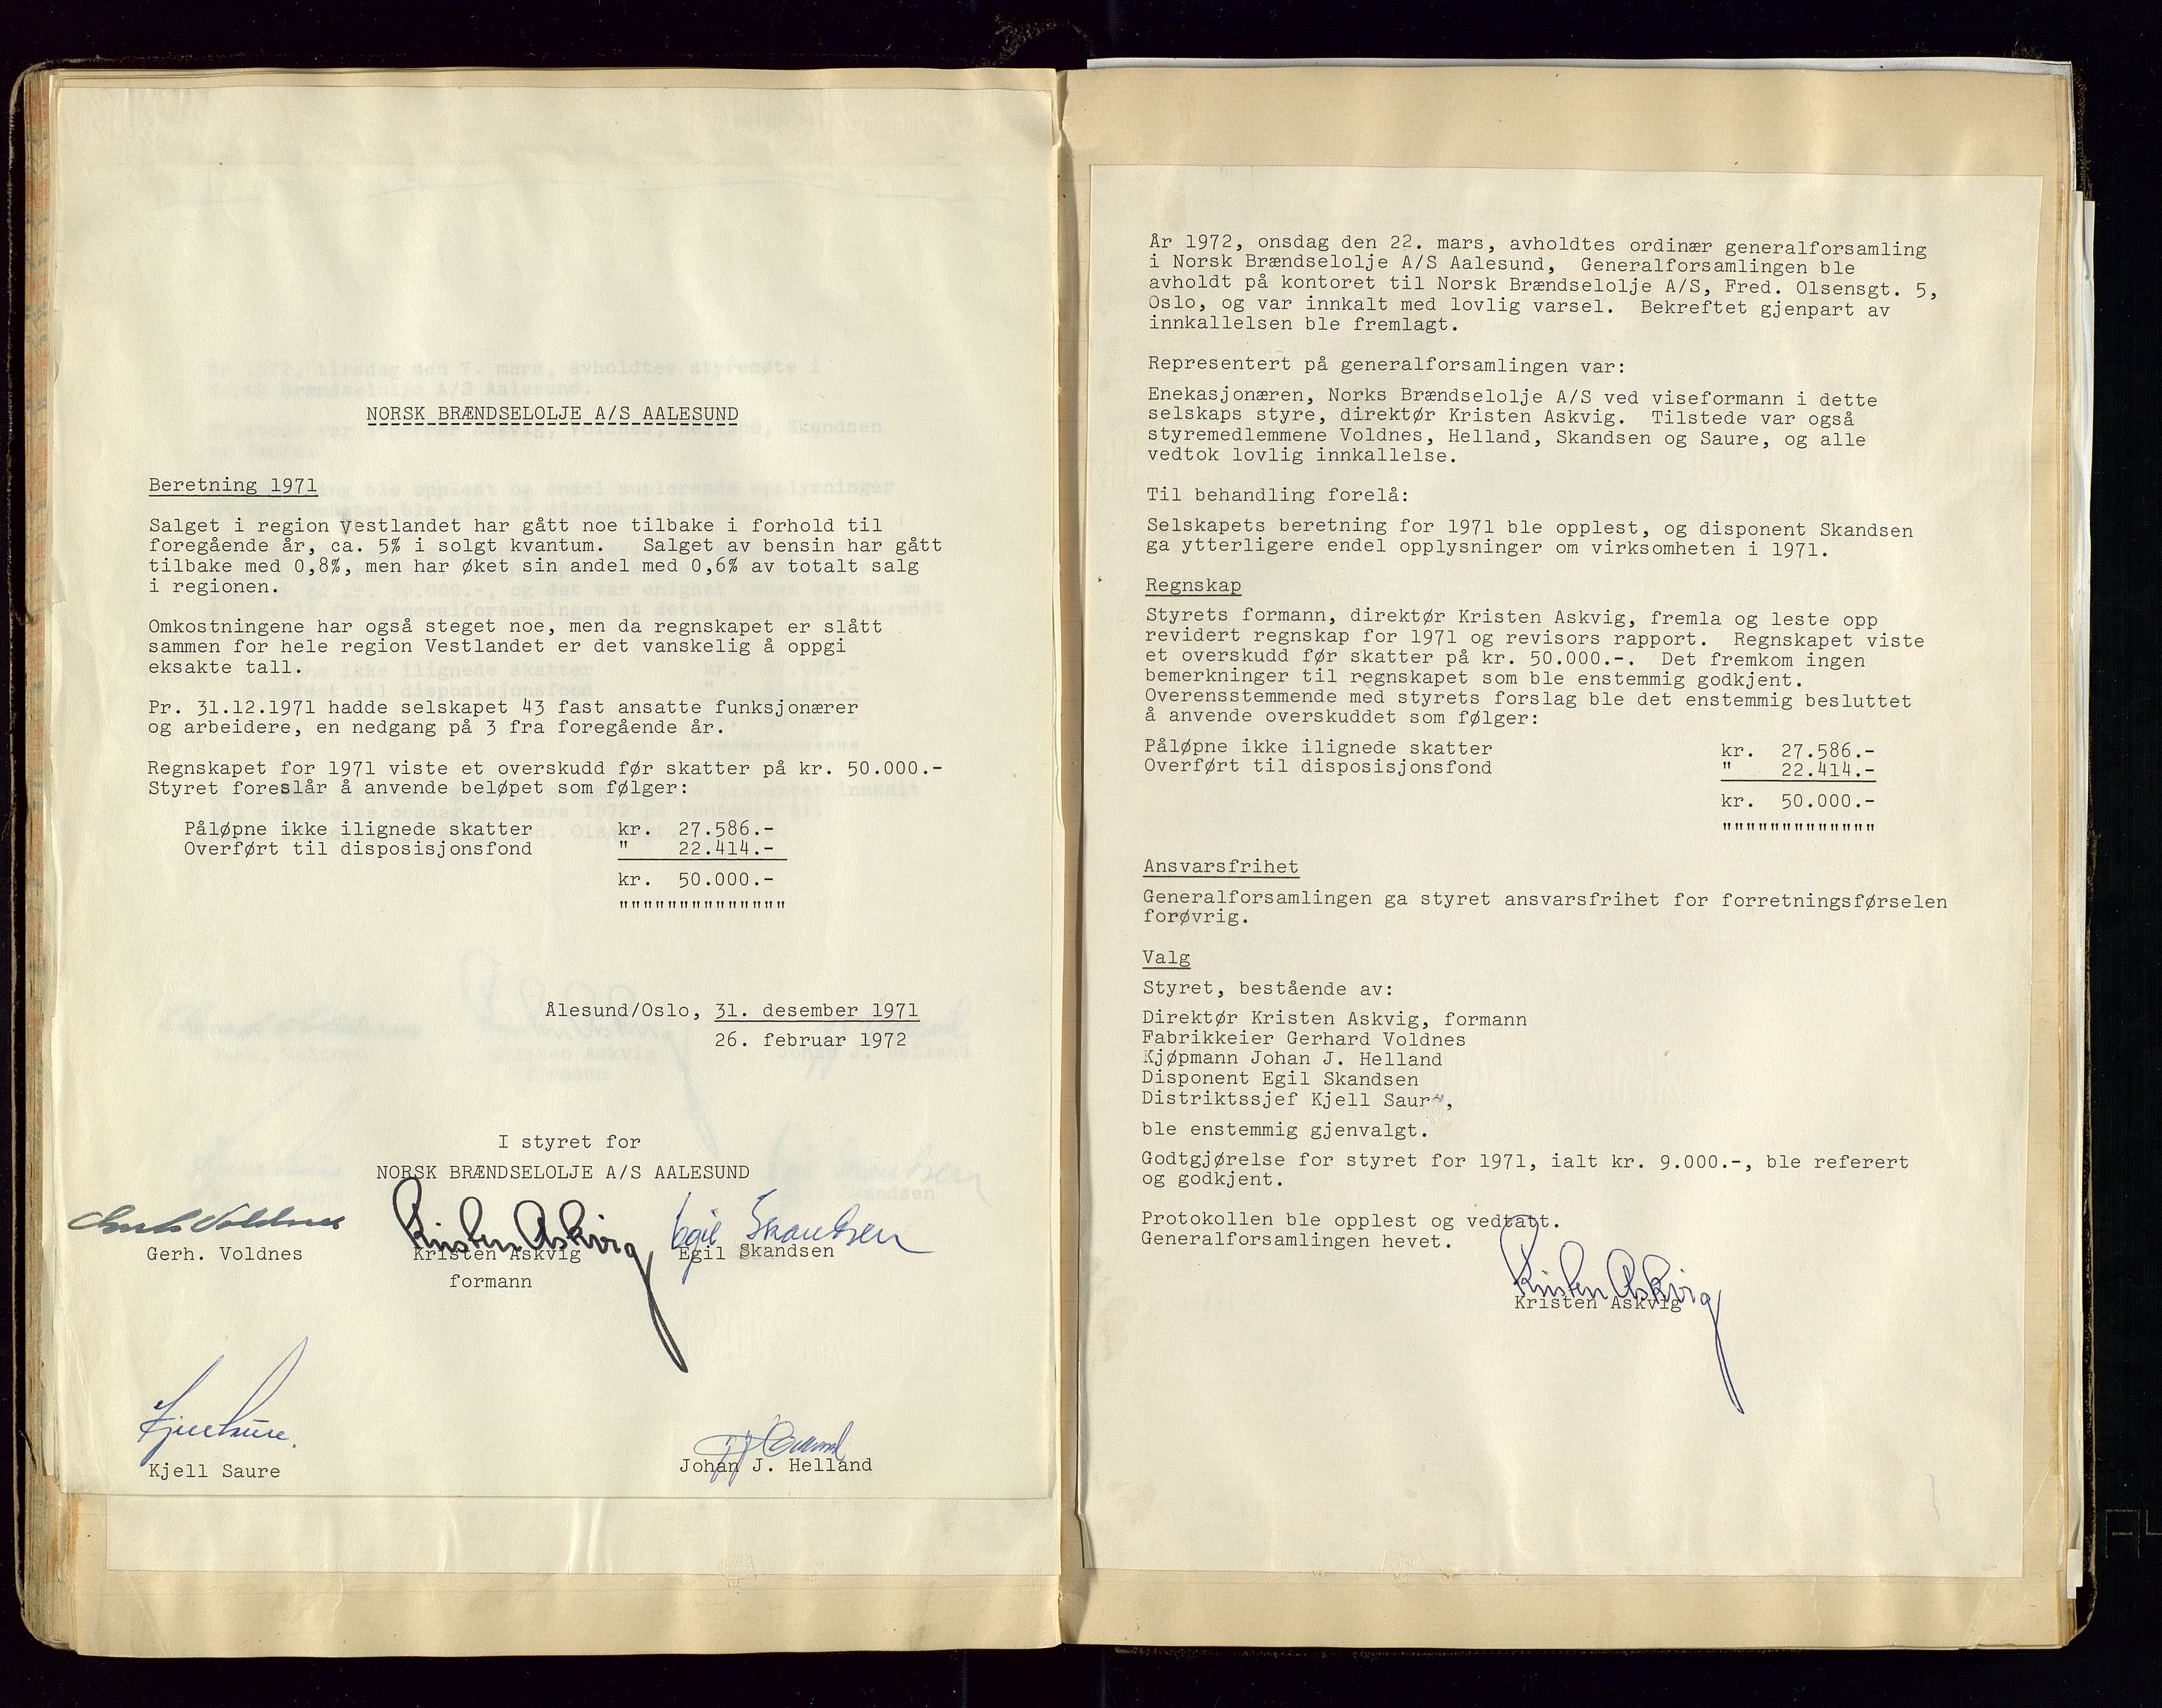 NORSK BRÆNDSELOLJE A/S AALESUND
Beretning 1971
Salget i region Vestlandet har gått noe tilbake i forhold til
foregående år, ca. 5% i solgt kvantum. Salget av bensin har gått
tilbake med 0,8%, men har øket sin andel med 0,6% av totalt salg
i regionen.
Omkostningene har også steget noe, men da regnskapet er slått
sammen for hele region Vestlandet er det vanskelig å oppgi
eksakte tall.
Pr. 31.12.1971 hadde selskapet 43 fast ansatte funksjonærer
og arbeidere, en nedgang på 3 fra foregående år.
Regnskapet for 1971 viste et overskudd før skatter på kr. 50.000.-
Styret foreslår å anvende beløpet som følger:
Påløpne ikke ilignede skatter kr. 27.586.-
Overført til disposisjonsfond " 22.414.-
kr. 50.000.-
""""""""""""""
Ålesund/Oslo, 31. desember 1971
26. februar 1972
I styret for
NORSK BRÆNDSELOLJE A/S AALESUND
Kristen Askvig Egil Skandsen
Gerh. Voldnes Kristen Askvig Egil Skandsen
formann
Kjell Saure Johan J. Helland
År 1972, onsdag den 22. mars, avholdtes ordinær generalforsamling
i Norsk Brændselolje A/S Aalesund, Generalforsamlingen ble
avholdt på kontoret til Norsk Brændselolje A/S, Fred. Olsensgt. 5,
Oslo, og var innkalt med lovlig varsel. Bekreftet gjenpart av
innkallelsen ble fremlagt.
Representert på generalforsamlingen var:
Enekasjonæren, Norks Brændselolje A/S ved viseformann i dette
selskaps styre, direktør Kristen Askvig. Tilstede var også
styremedlemmene Voldnes, Helland, Skandsen og Saure, og alle
vedtok lovlig innkallelse.
Til behandling forelå:
Selskapets beretning for 1971 ble opplest, og disponent Skandsen
ga ytterligere endel opplysninger om virksomheten i 1971.
Regnskap
Styrets formann, direktør Kristen Askvig, fremla og leste opp
revidert regnskap for 1971 og revisors rapport. Regnskapet viste
et overskudd før skatter på kr. 50.000.-. Det fremkom ingen
bemerkninger til regnskapet som ble enstemmig godkjent.
Overensstemmende med styrets forslag ble det enstemmig besluttet
å anvende overskuddet som følger:
Påløpne ikke ilignede skatter kr. 27.586.-
Overført til disposisjonsfond " 22.414.-
kr. 50.000.-
"""""""""""""
Ansvarsfrihet
Generalforsamlingen ga styret ansvarsfrihet for forretningsførselen
forøvrig.
Valg
Styret, bestående av:
Direktør Kristen Askvig, formann
Fabrikkeier Gerhard Voldnes
Kjøpmann Johan J. Helland
Disponent Egil Skandsen
Distriktssjef Kjell Saure,
ble enstemmig gjenvalgt.
Godtgjørelse for styret for 1971, ialt kr. 9.000.-, ble referert
og godkjent.
Protokollen ble opplest og vedtatt.
Generalforsamlingen hevet.
Kristen Askvig
Kristen Askvig